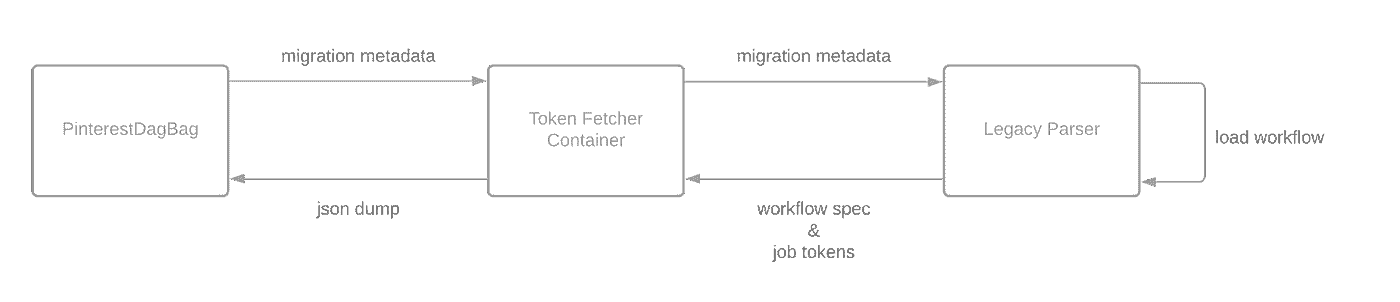 migration metadata
migration metadata
PinterestDagBag
Token Fetcher
Container
Legacy Parser
load workflow
json dump
workflow spec
&
job tokens